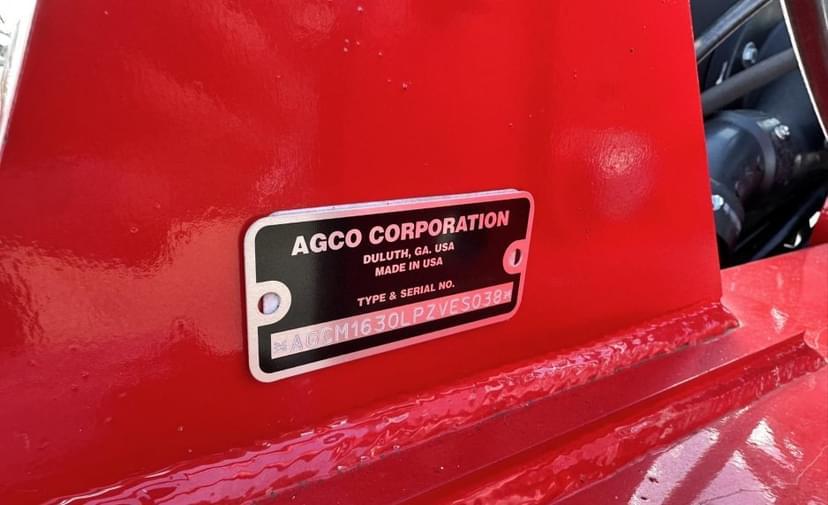 AGCO CORPORATION
DULUTH, GA. USA
MADE IN USA
TYPE & SERIAL NO.
*AGCM1630LPZVES038*